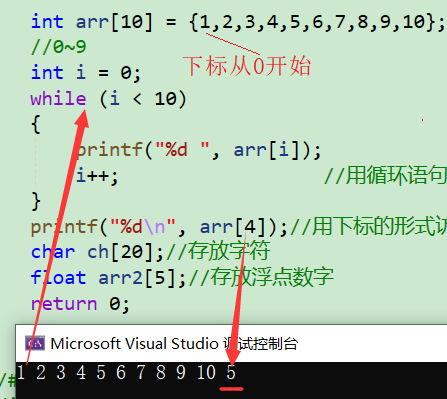 int arr[10] = {1,2,3,4,5,6,7,8,9,10};
//0~9
下标从0开始
int i = 0;
while (i < 10)
{
printf("%d ", arr[i]);
i++; //用循环语句
}
printf("%d\n", arr[4]);//用下标的形式
char ch[20];//存放字符
float arr2[5];//存放浮点数字
return 0;
Microsoft Visual Studio 调试控制台
1 2 3 4 5 6 7 8 9 10 5
/#